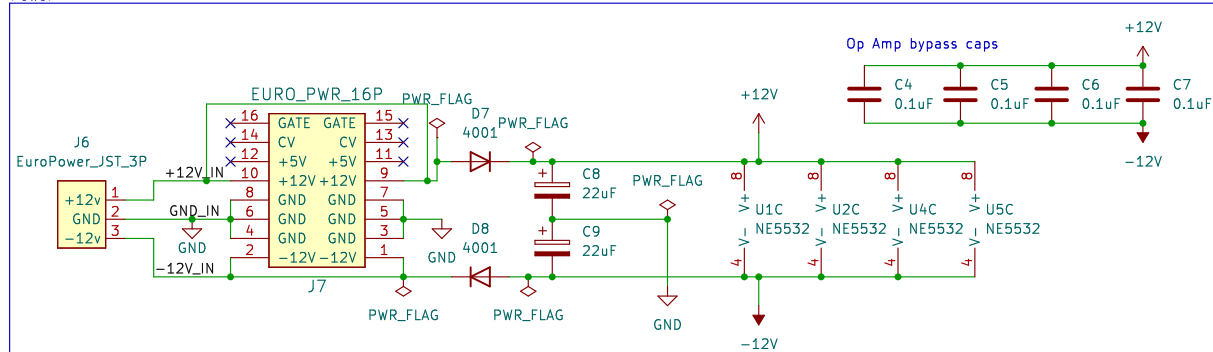 +12V
Op Amp bypass caps
C4
0.1uF
C5
0.1uF
C6
0.1uF
C7
0.1uF
-12V
EURO_PWR_16P
PWR_FLAG
D7
4001
PWR_FLAG
+12V
J6
EuroPower_JST_3P
1
+12v
2
GND
3
-12v
+12V_IN
GND_IN
GND
-12V_IN
16
GATE
GATE
15
14
CV
CV
13
12
+5V
+5V
11
10
+12V
+12V
9
8
GND
GND
7
6
GND
GND
5
4
GND
GND
3
2
-12V
-12V
1
J7
GND
D8
4001
PWR_FLAG
PWR_FLAG
+
C8
22uF
+
C9
22uF
PWR_FLAG
GND
8
V+
U1C
NE5532
V-
4
8
V+
U2C
NE5532
V-
4
8
V+
U4C
NE5532
V-
4
8
V+
U5C
NE5532
V-
4
-12V